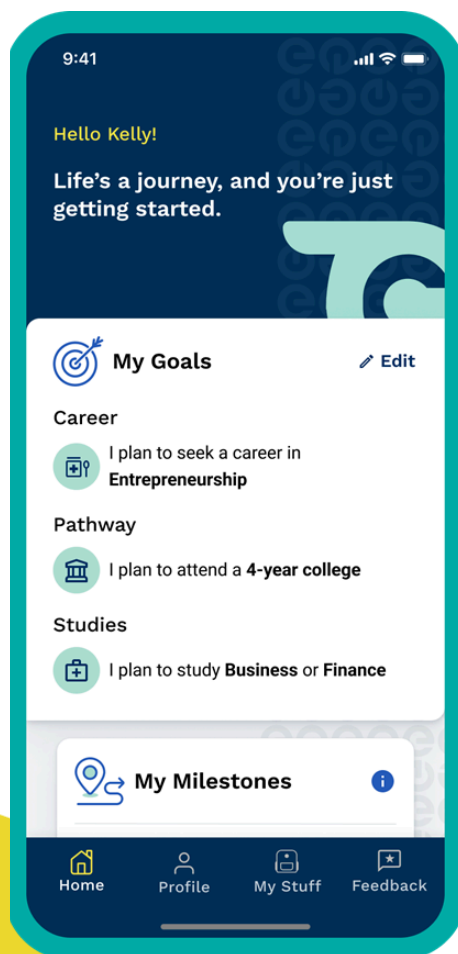 9:41
Hello Kelly!
Life's a journey, and you're just
getting started.
My Goals
Edit
Career
I plan to seek a career in
Entrepreneurship
Pathway
I plan to attend a 4-year college
Studies
I plan to study Business or Finance
My Milestones
i
Home
Profile
My Stuff
Feedback